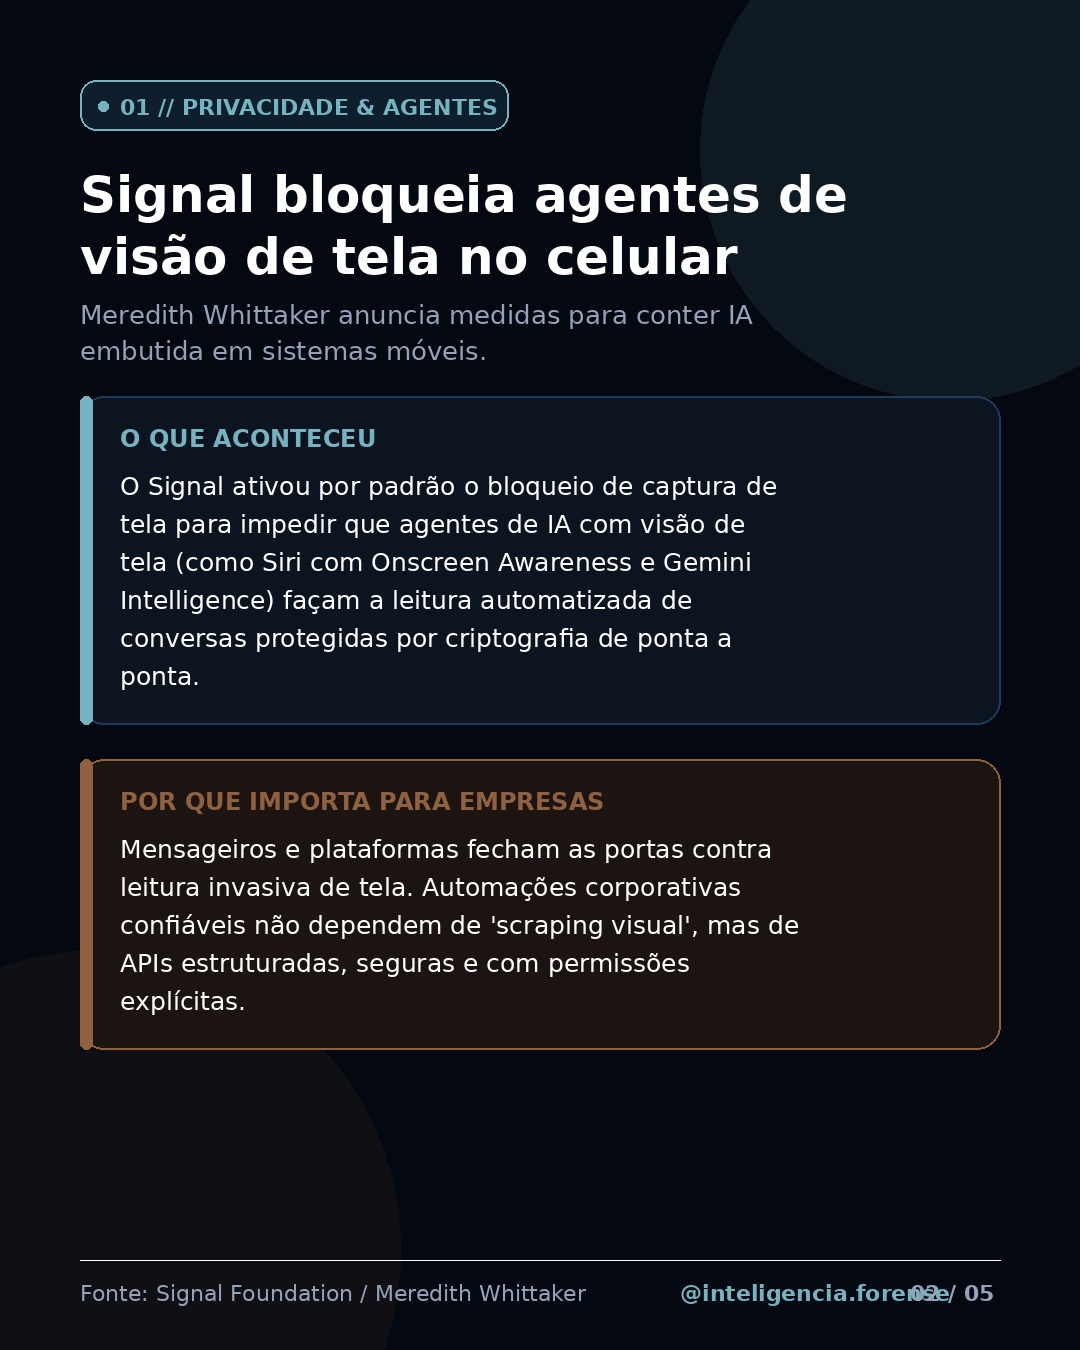 01 // PRIVACIDADE & AGENTES
Signal bloqueia agentes de
visão de tela no celular
Meredith Whittaker anuncia medidas para conter IA
embutida em sistemas móveis.
O QUE ACONTECEU
O Signal ativou por padrão o bloqueio de captura de
tela para impedir que agentes de IA com visão de
tela (como Siri com Onscreen Awareness e Gemini
Intelligence) façam a leitura automatizada de
conversas protegidas por criptografia de ponta a
ponta.
POR QUE IMPORTA PARA EMPRESAS
Mensageiros e plataformas fecham as portas contra
leitura invasiva de tela. Automações corporativas
confiáveis não dependem de 'scraping visual', mas de
APIs estruturadas, seguras e com permissões
explícitas.
Fonte: Signal Foundation / Meredith Whittaker
@inteligencia.forense
02 / 05